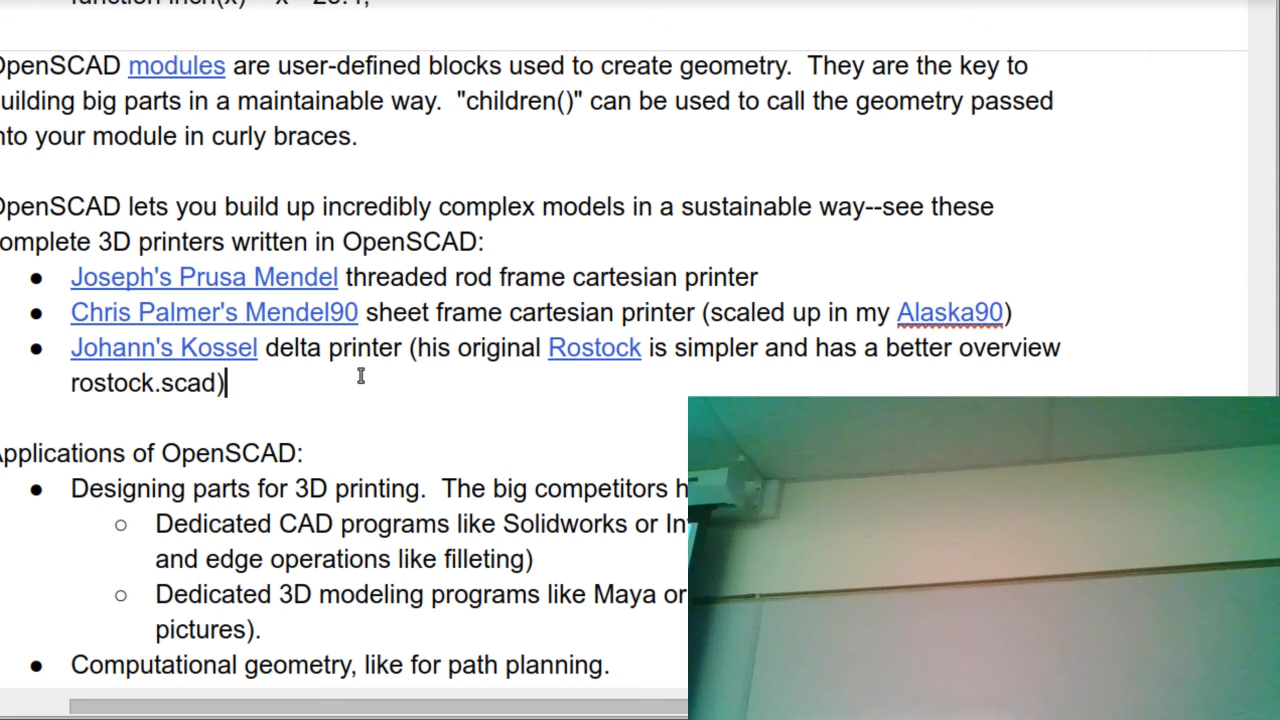 OpenSCAD modules are user-defined blocks used to create geometry.  They are the key to
uilding big parts in a maintainable way.  "children()" can be used to call the geometry passed
nto your module in curly braces.
OpenSCAD lets you build up incredibly complex models in a sustainable way--see these
omplete 3D printers written in OpenSCAD:
● Joseph's Prusa Mendel threaded rod frame cartesian printer
● Chris Palmer's Mendel90 sheet frame cartesian printer (scaled up in my Alaska90)
● Johann's Kossel delta printer (his original Rostock is simpler and has a better overview
rostock.scad)
Applications of OpenSCAD:
● Designing parts for 3D printing.  The big competitors h
○ Dedicated CAD programs like Solidworks or In
and edge operations like filleting)
○ Dedicated 3D modeling programs like Maya or
pictures).
● Computational geometry, like for path planning.